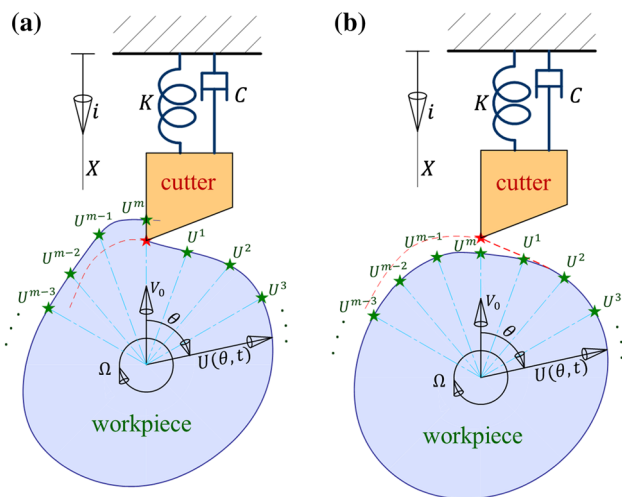 (a)
K
C
i
X
cutter
U^m
U^{m-1}
U^{m-2}
U^{m-3}
U^1
U^2
U^3
V_0
θ
Ω
U(θ,t)
workpiece
(b)
K
C
i
X
cutter
U^{m-1}
U^m
U^{m-2}
U^{m-3}
U^1
U^2
U^3
V_0
θ
Ω
U(θ,t)
workpiece